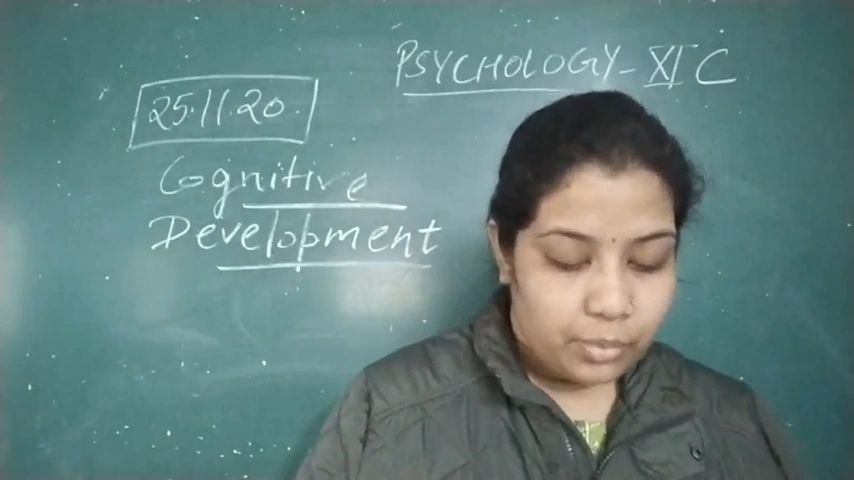 PSYCHOLOGY - XI C
25.11.20.
Cognitive
Development